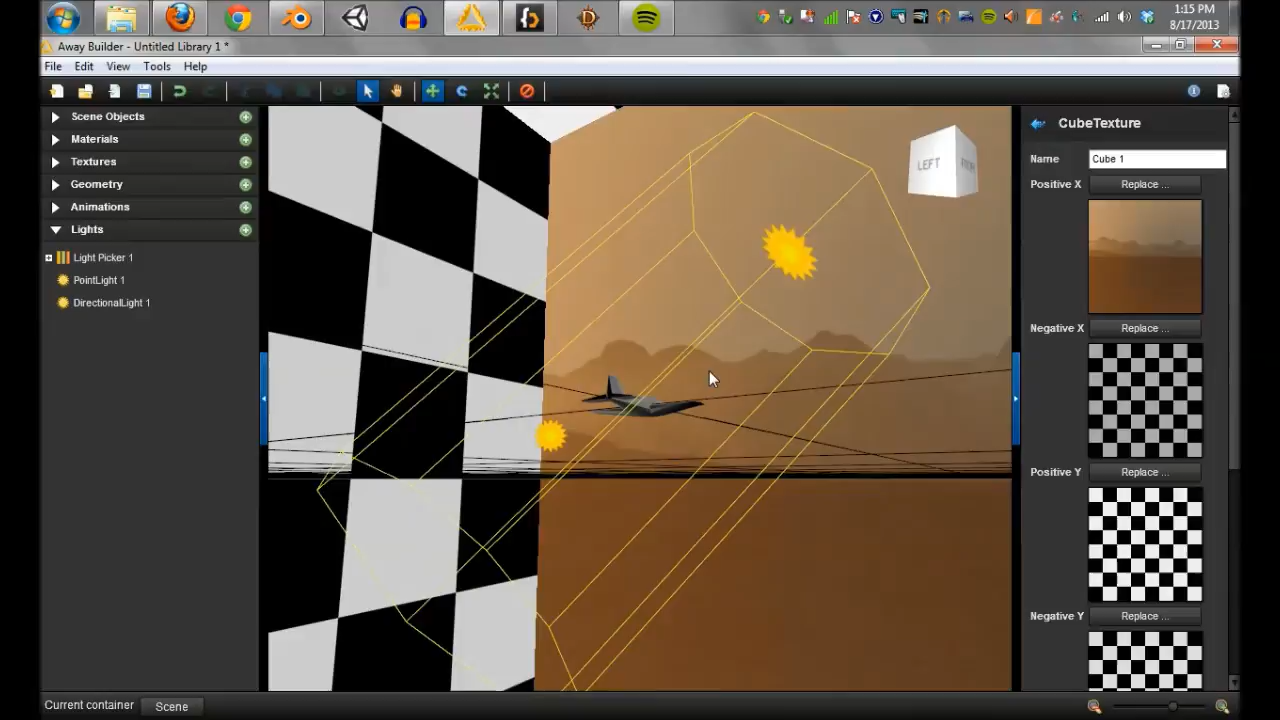 1:15 PM
8/17/2013
Away Builder - Untitled Library 1 *
File Edit View Tools Help
Scene Objects
Materials
Textures
Geometry
Animations
Lights
Light Picker 1
PointLight 1
DirectionalLight 1
LEFT
CubeTexture
Name Cube 1
Positive X Replace ...
Negative X Replace ...
Positive Y Replace ...
Negative Y Replace ...
Current container Scene